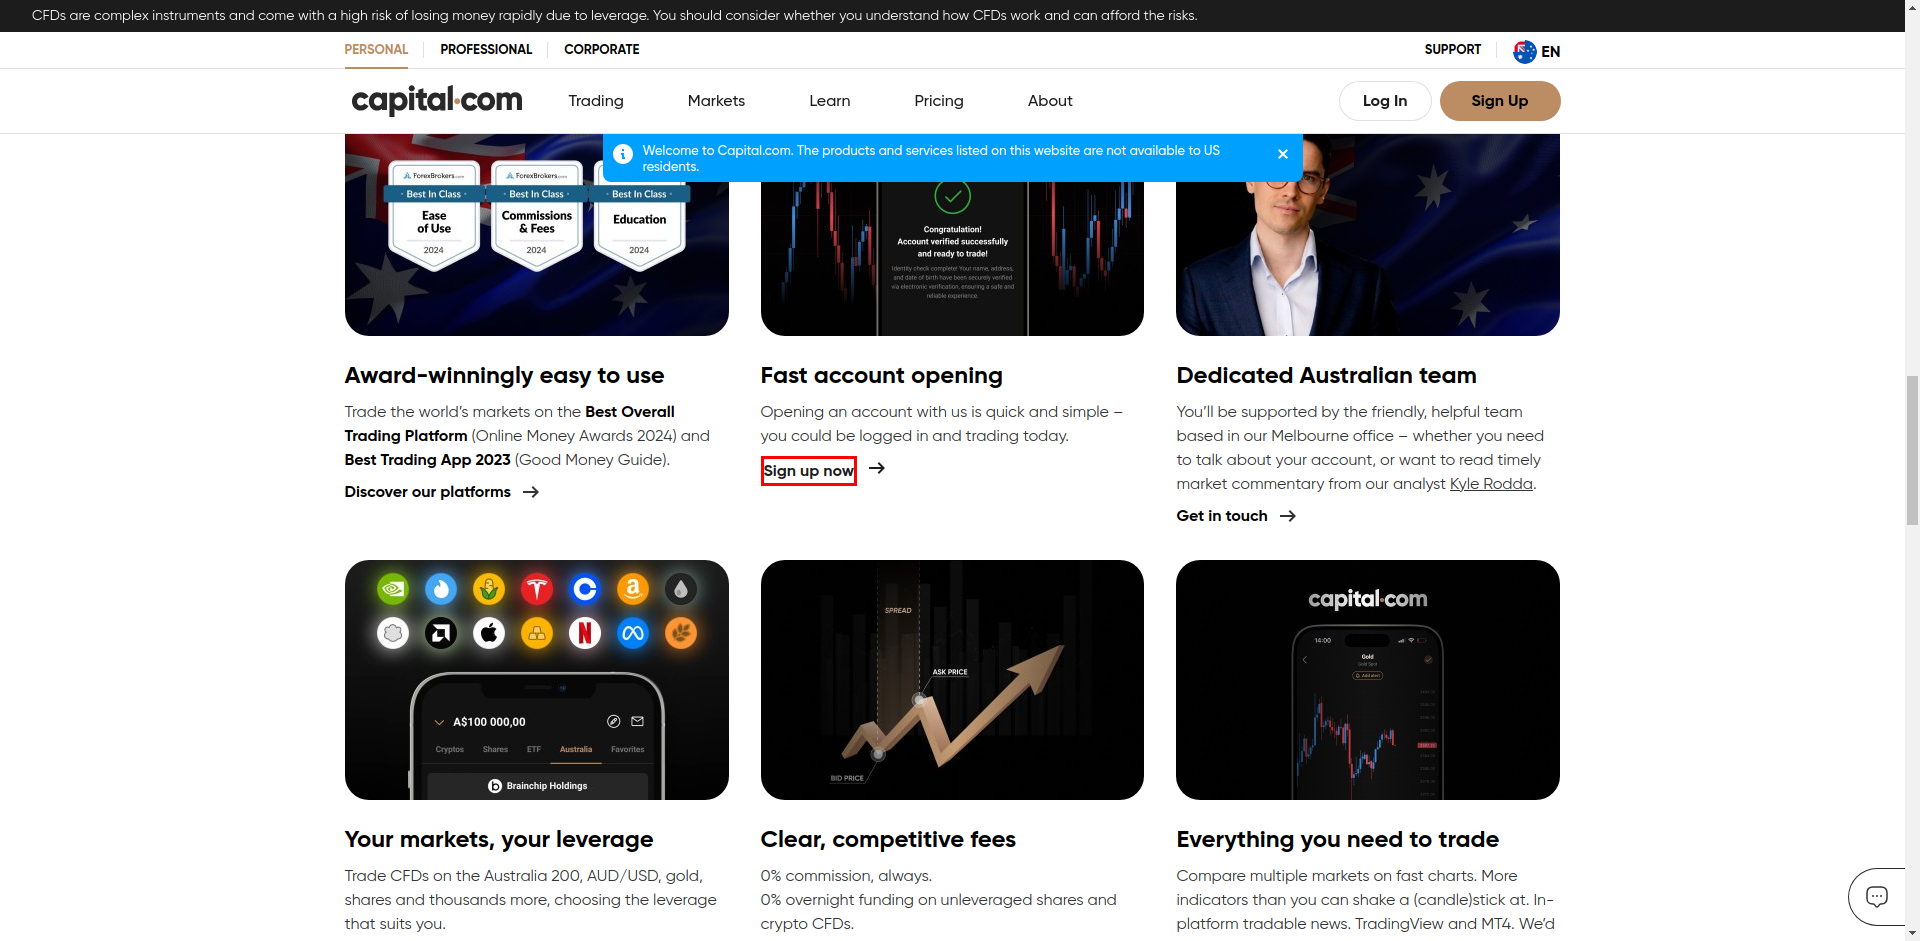 CFDs are complex instruments and come with a high risk of losing money rapidly due to leverage. You should consider whether you understand how CFDs work and can afford the risks.
PERSONAL PROFESSIONAL CORPORATE SUPPORT EN
capital.com Trading Markets Learn Pricing About Log In Sign Up
Welcome to Capital.com. The products and services listed on this website are not available to US
residents.
ForexBrokers.com ForexBrokers.com
Best In Class Best In Class Best In Class
Ease
of Use
2024
Commissions
& Fees
2024
Education
2024
Congratulation!
Account verified successfully
and ready to trade!
Identity check complete! Your name, address,
and date of birth have been securely verified
via electronic verification, ensuring a safe and
reliable experience.
Award-winningly easy to use
Trade the world's markets on the Best Overall
Trading Platform (Online Money Awards 2024) and
Best Trading App 2023 (Good Money Guide).
Discover our platforms
Fast account opening
Opening an account with us is quick and simple –
you could be logged in and trading today.
Sign up now
Dedicated Australian team
You'll be supported by the friendly, helpful team
based in our Melbourne office – whether you need
to talk about your account, or want to read timely
market commentary from our analyst Kyle Rodda.
Get in touch
A$100 000,00
Cryptos Shares ETF Australia Favorites
Brainchip Holdings
SPREAD
ASK PRICE
BID PRICE
capital.com
14:00
Gold
Gold Spot
Add alert
Your markets, your leverage
Trade CFDs on the Australia 200, AUD/USD, gold,
shares and thousands more, choosing the leverage
that suits you.
Clear, competitive fees
0% commission, always.
0% overnight funding on unleveraged shares and
crypto CFDs.
Everything you need to trade
Compare multiple markets on fast charts. More
indicators than you can shake a (candle)stick at. In-
platform tradable news. TradingView and MT4. We'd